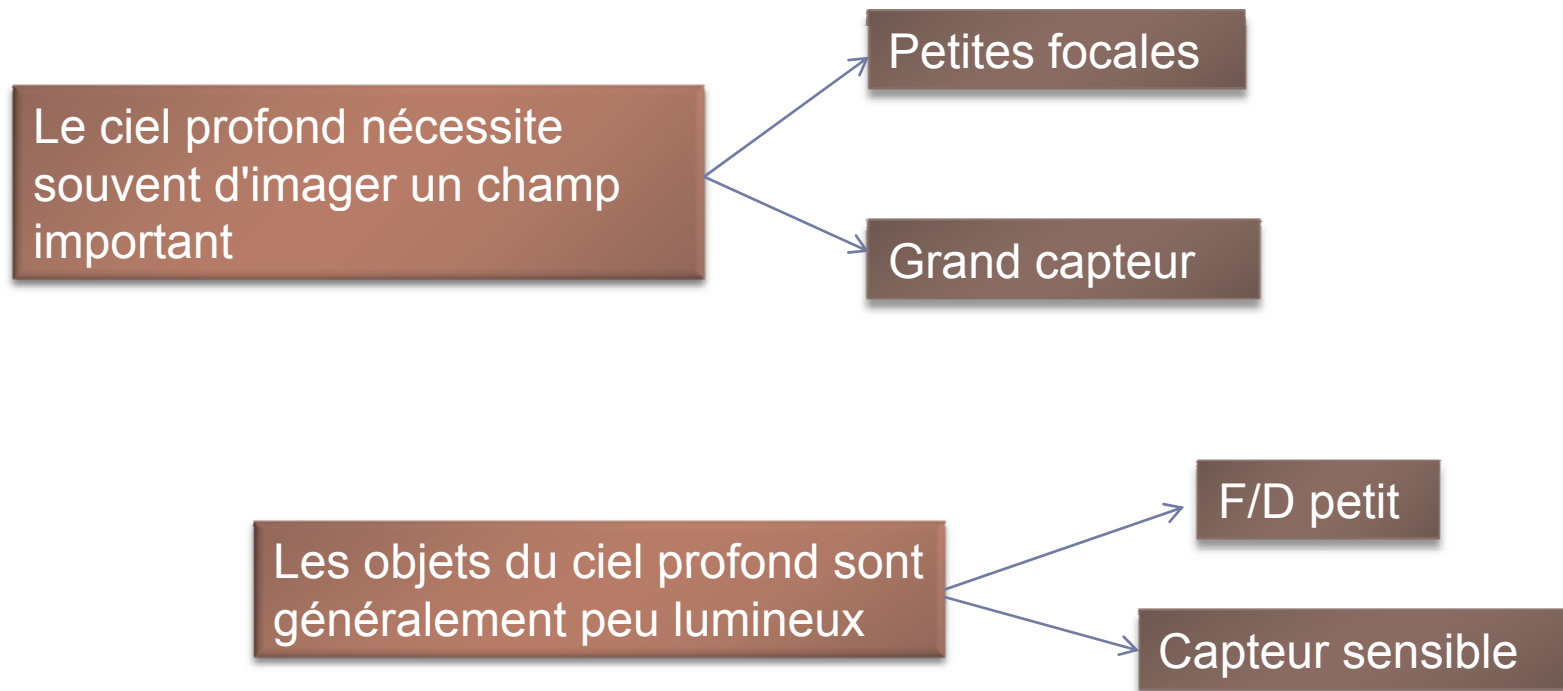 Petites focales
Le ciel profond nécessite
souvent d'imager un champ
important
Grand capteur
F/D petit
Les objets du ciel profond sont
généralement peu lumineux
Capteur sensible